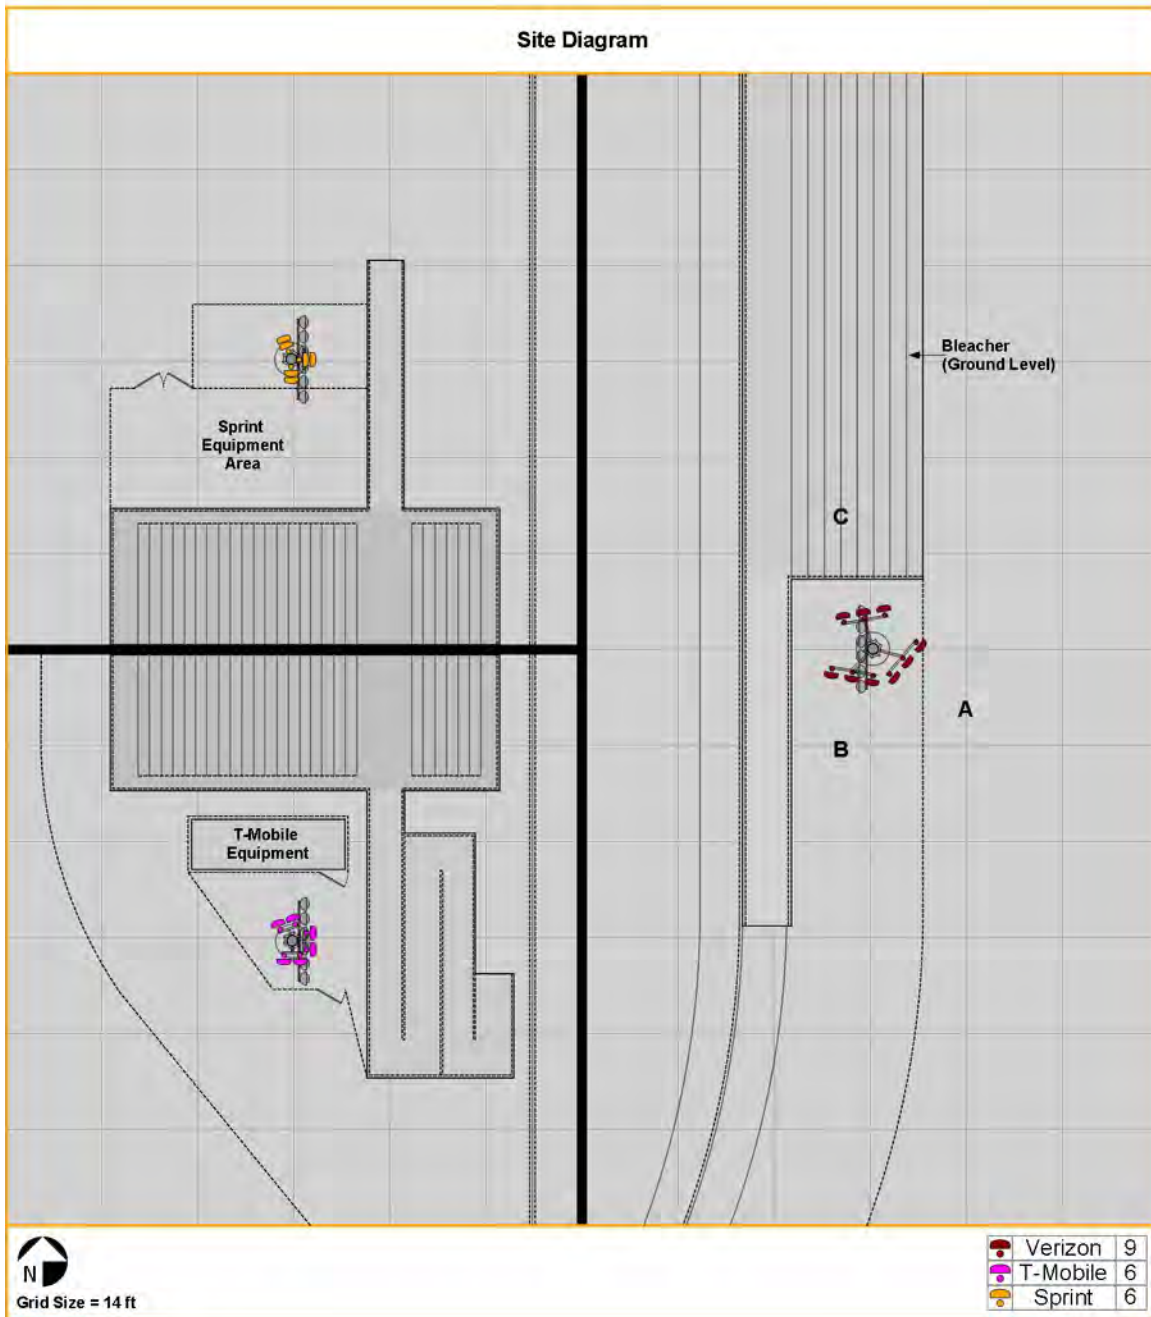 Site Diagram
Bleacher
(Ground Level)
Sprint
Equipment
Area
C
A
B
T-Mobile
Equipment
N
Grid Size = 14 ft
Verizon 9
T-Mobile 6
Sprint 6